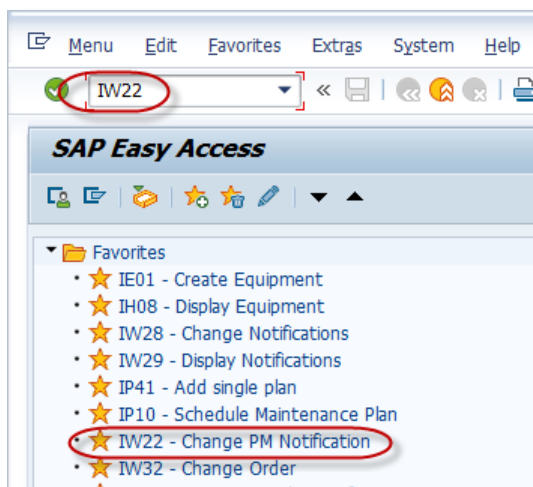 Menu Edit Favorites Extras System Help
IW22
SAP Easy Access
Favorites
IE01 - Create Equipment
IH08 - Display Equipment
IW28 - Change Notifications
IW29 - Display Notifications
IP41 - Add single plan
IP10 - Schedule Maintenance Plan
IW22 - Change PM Notification
IW32 - Change Order